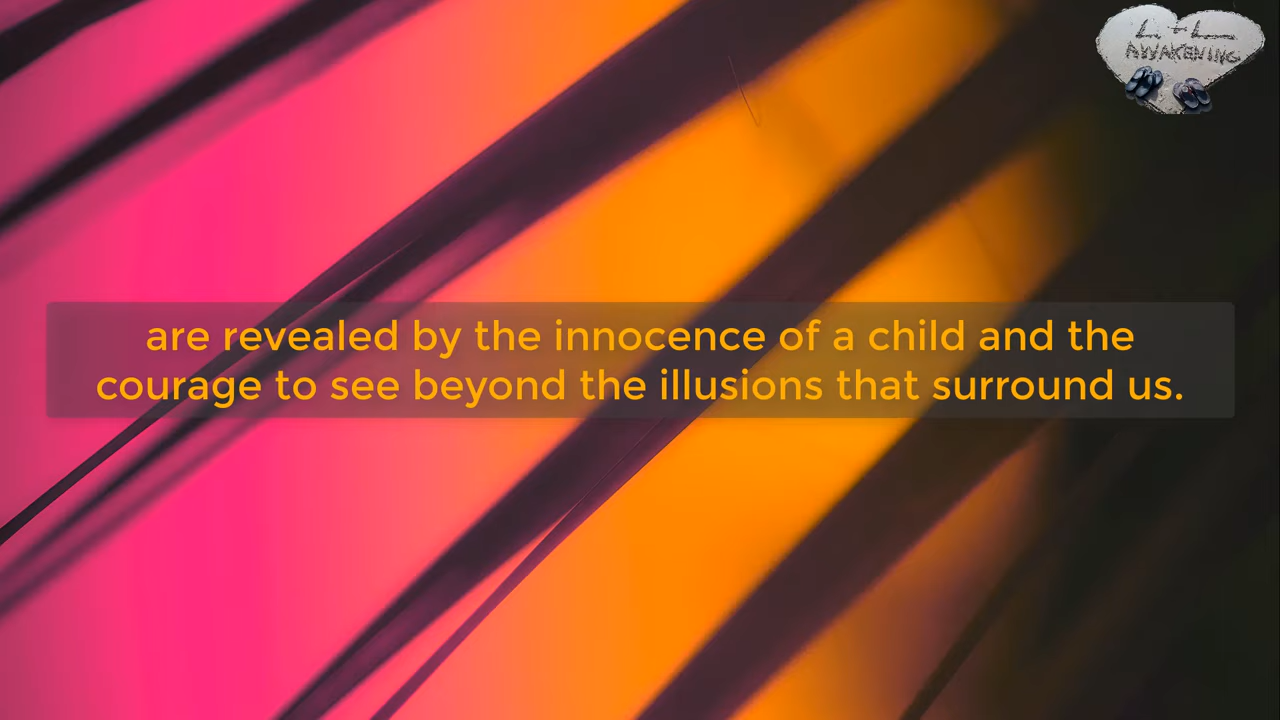 L + L
AWAKENING
are revealed by the innocence of a child and the
courage to see beyond the illusions that surround us.